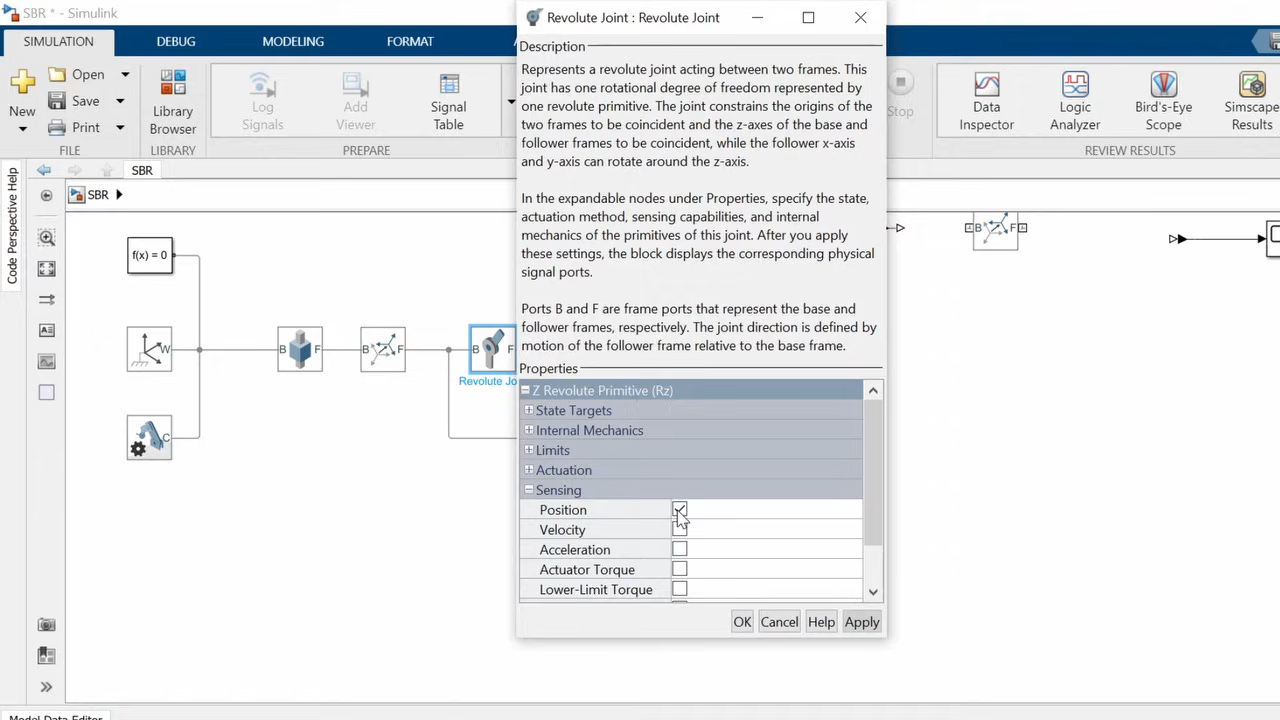 SBR * - Simulink
Revolute Joint : Revolute Joint
SIMULATION
DEBUG
MODELING
FORMAT
New
Open
Save
Print
FILE
Library
Browser
LIBRARY
Log
Signals
Add
Viewer
Signal
Table
PREPARE
Stop
Data
Inspector
Logic
Analyzer
Bird's-Eye
Scope
Simscape
Results
REVIEW RESULTS
Code Perspective Help
SBR
SBR
f(x) = 0
W
C
B F
B F
B F
Revolute Jo
B F
Description
Represents a revolute joint acting between two frames. This
joint has one rotational degree of freedom represented by
one revolute primitive. The joint constrains the origins of the
two frames to be coincident and the z-axes of the base and
follower frames to be coincident, while the follower x-axis
and y-axis can rotate around the z-axis.
In the expandable nodes under Properties, specify the state,
actuation method, sensing capabilities, and internal
mechanics of the primitives of this joint. After you apply
these settings, the block displays the corresponding physical
signal ports.
Ports B and F are frame ports that represent the base and
follower frames, respectively. The joint direction is defined by
motion of the follower frame relative to the base frame.
Properties
Z Revolute Primitive (Rz)
State Targets
Internal Mechanics
Limits
Actuation
Sensing
Position
Velocity
Acceleration
Actuator Torque
Lower-Limit Torque
OK
Cancel
Help
Apply
Model Data Editor